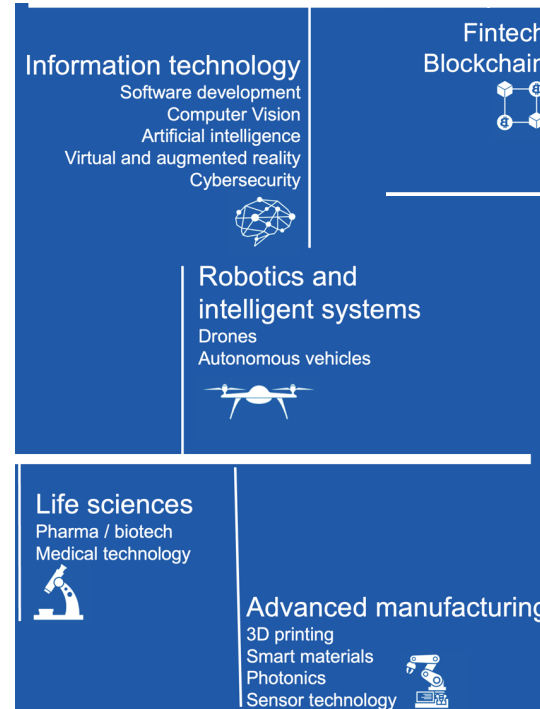 Information technology
Software development
Computer Vision
Artificial intelligence
Virtual and augmented reality
Cybersecurity
Fintech
Blockchain
Robotics and
intelligent systems
Drones
Autonomous vehicles
Life sciences
Pharma / biotech
Medical technology
Advanced manufacturing
3D printing
Smart materials
Photonics
Sensor technology